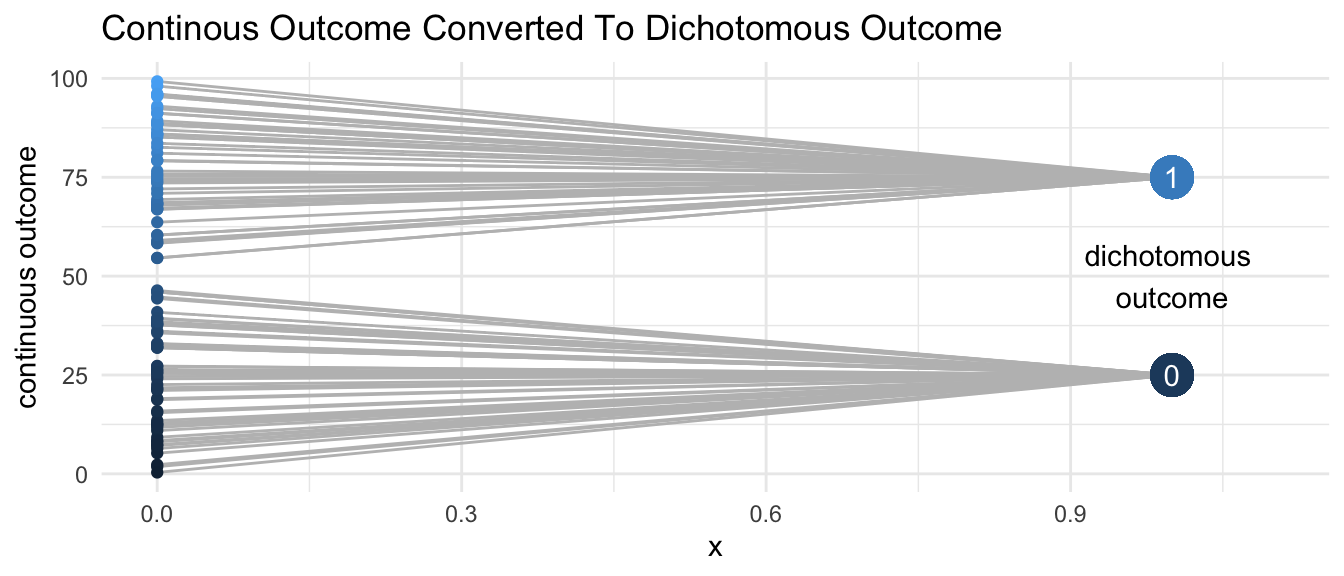 Continous Outcome Converted To Dichotomous Outcome
continuous outcome
100
75
50
25
0
1
dichotomous
outcome
0
0.0
0.3
0.6
0.9
x